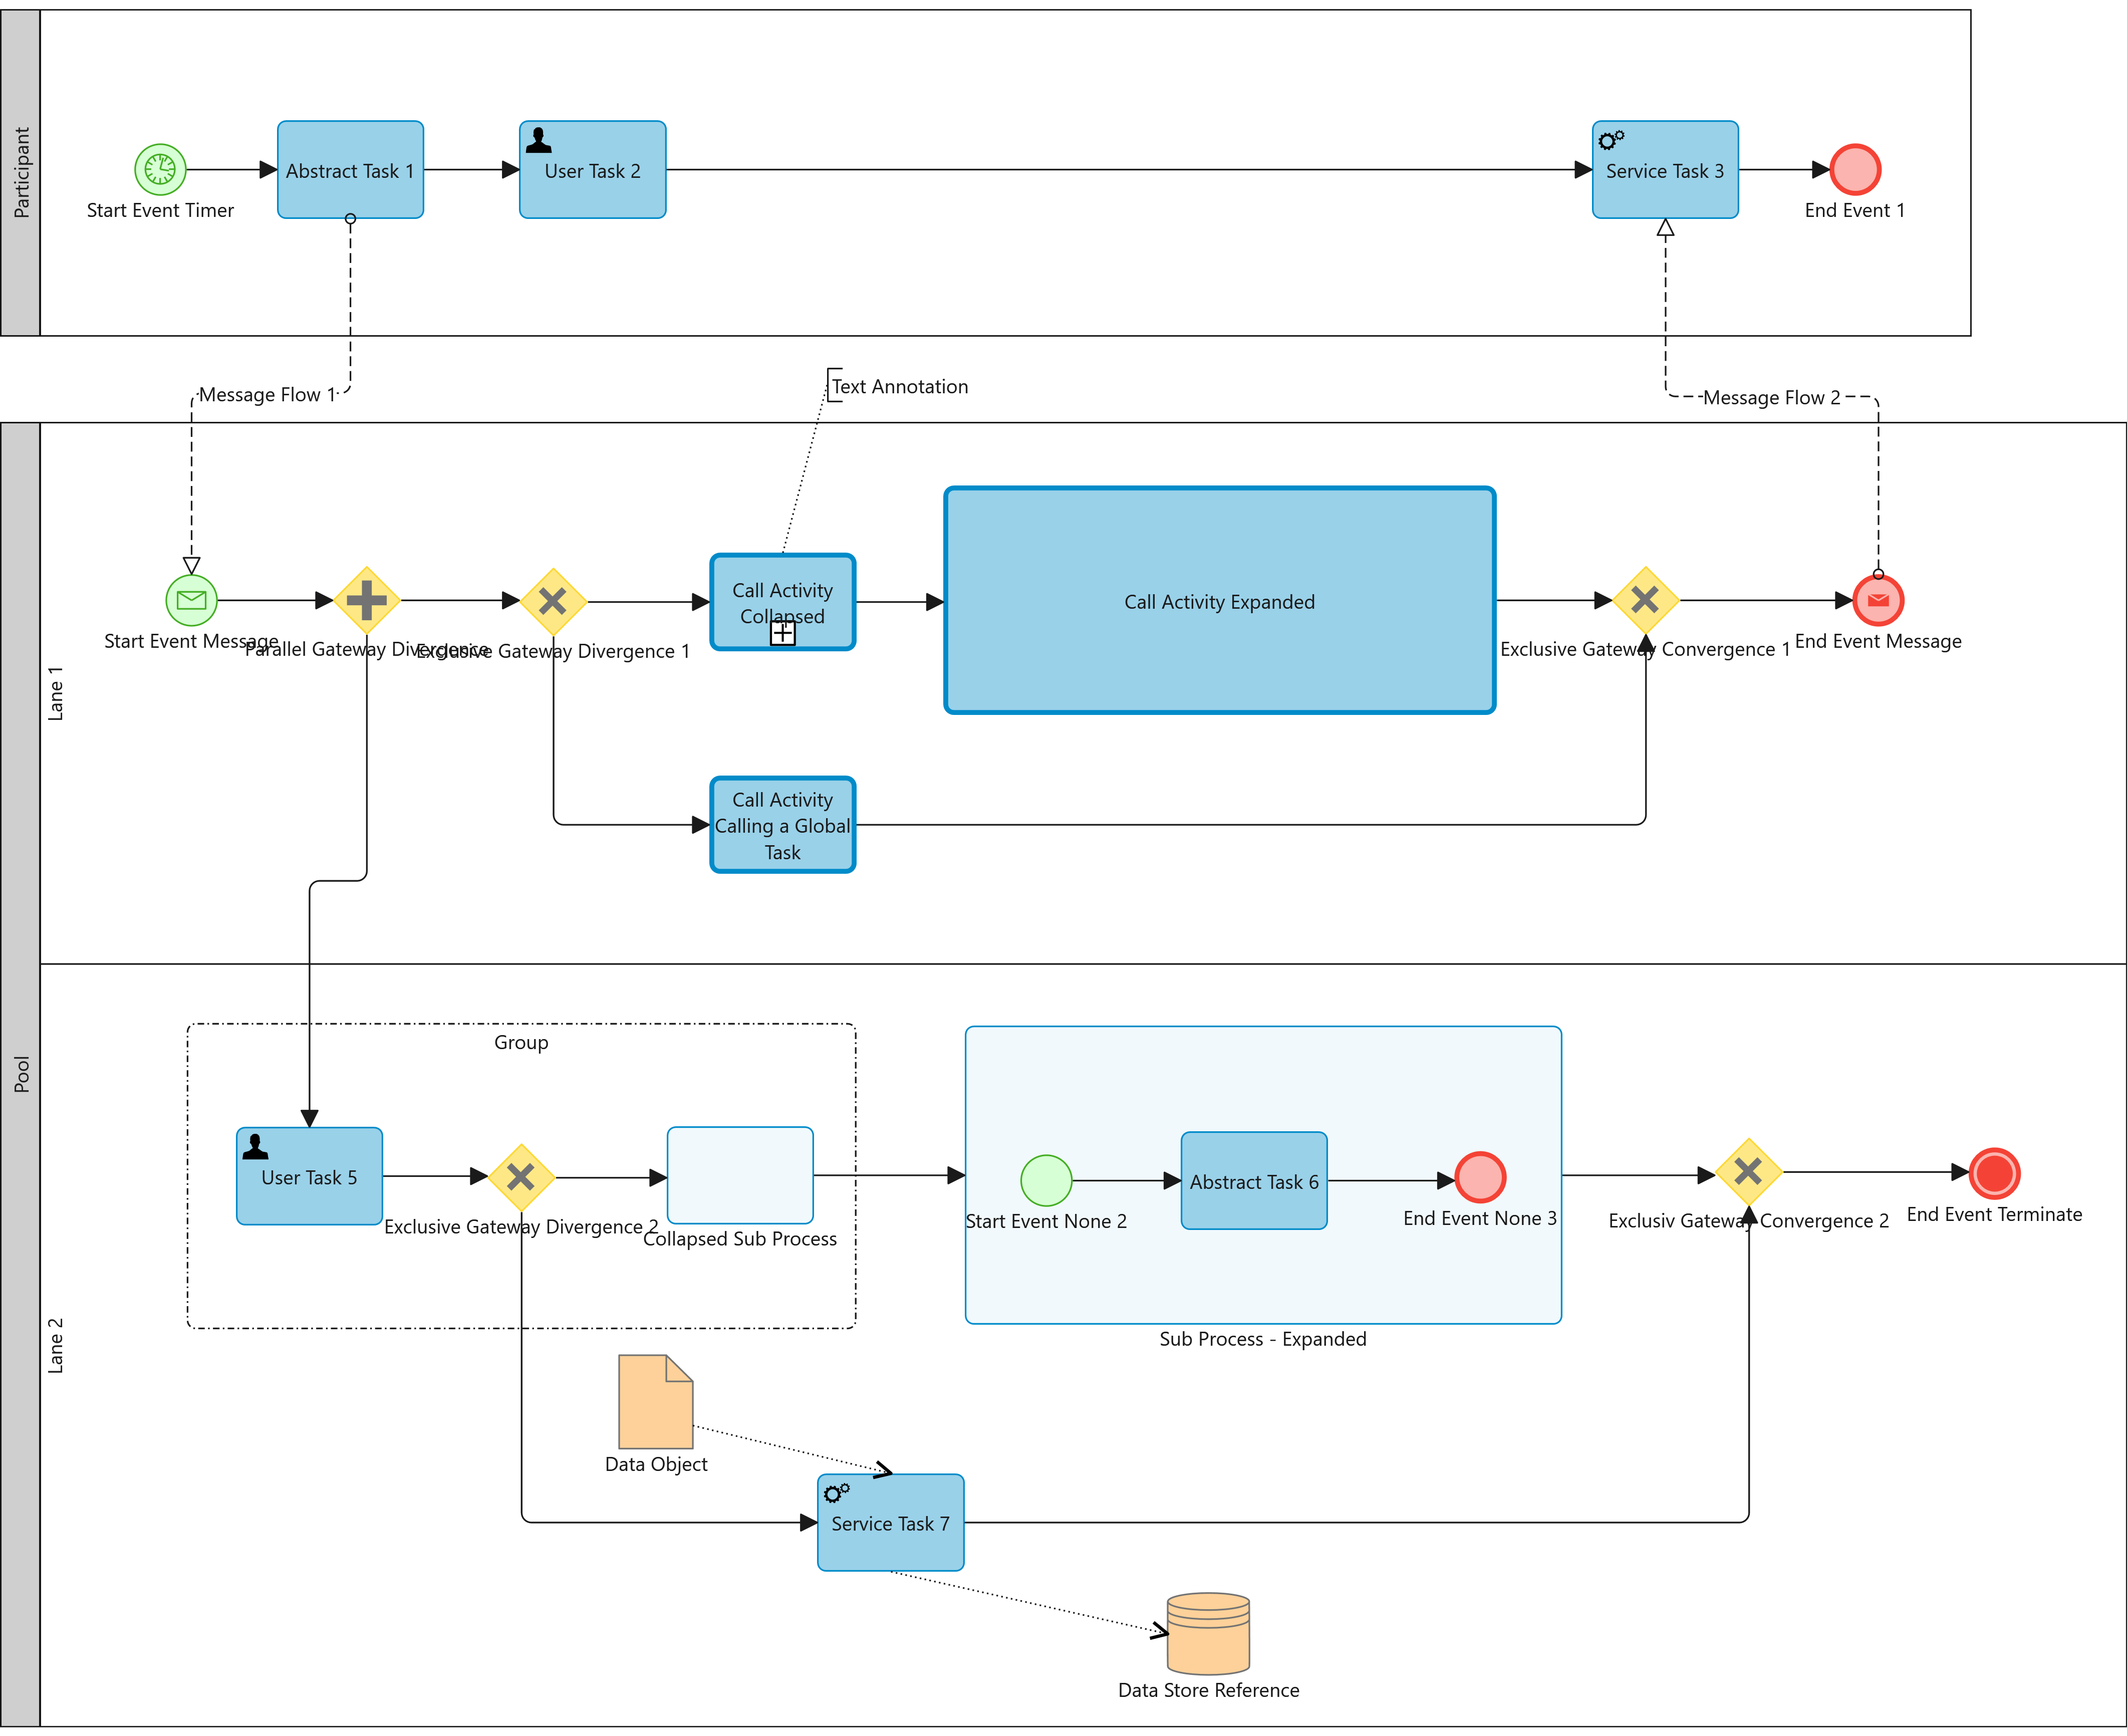 Participant
Start Event Timer
Abstract Task 1
User Task 2
Service Task 3
End Event 1
Message Flow 1
Text Annotation
Message Flow 2
Pool
Lane 1
Start Event Message
Parallel Gateway Divergence
Exclusive Gateway Divergence 1
Call Activity
Collapsed
Call Activity Expanded
Exclusive Gateway Convergence 1
End Event Message
Call Activity
Calling a Global
Task
Lane 2
Group
User Task 5
Exclusive Gateway Divergence 2
Collapsed Sub Process
Start Event None 2
Abstract Task 6
End Event None 3
Sub Process - Expanded
Exclusiv Gateway Convergence 2
End Event Terminate
Data Object
Service Task 7
Data Store Reference